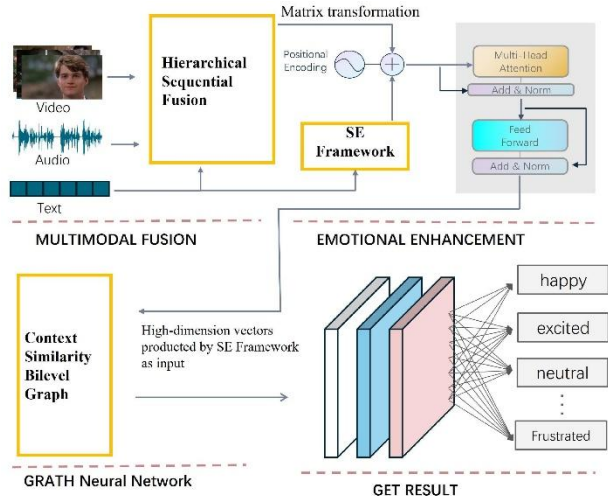 Matrix transformation
Hierarchical
Sequential
Fusion
Positional
Encoding
Multi-Head
Attention
Add & Norm
Video
SE
Framework
Feed
Forward
Audio
Add & Norm
Text
MULTIMODAL FUSION
EMOTIONAL ENHANCEMENT
Context
Similarity
Bilevel
Graph
High-dimension vectors
producted by SE Framework
as input
happy
excited
neutral
Frustrated
GRATH Neural Network
GET RESULT